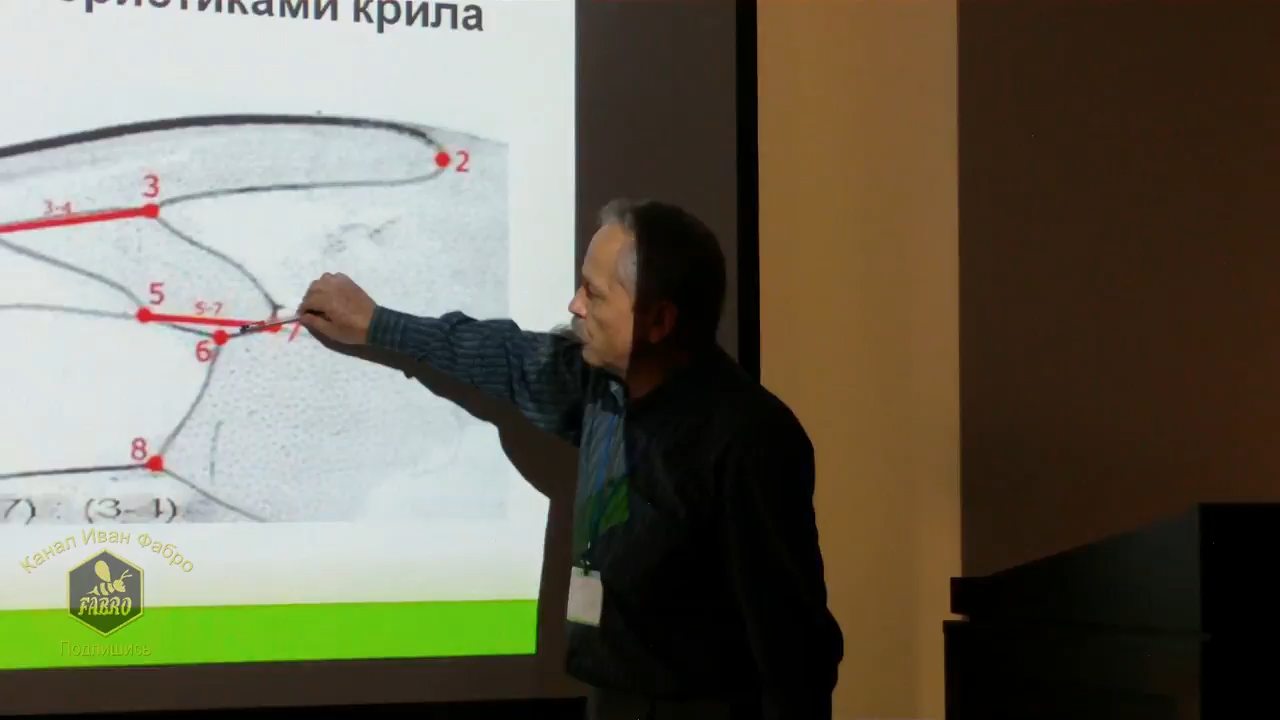 еристиками крила
2
3
3-4
5
5-7
6
7
8
7) : (3-4)
Канал Иван Фабро
FABRO
Подпишись